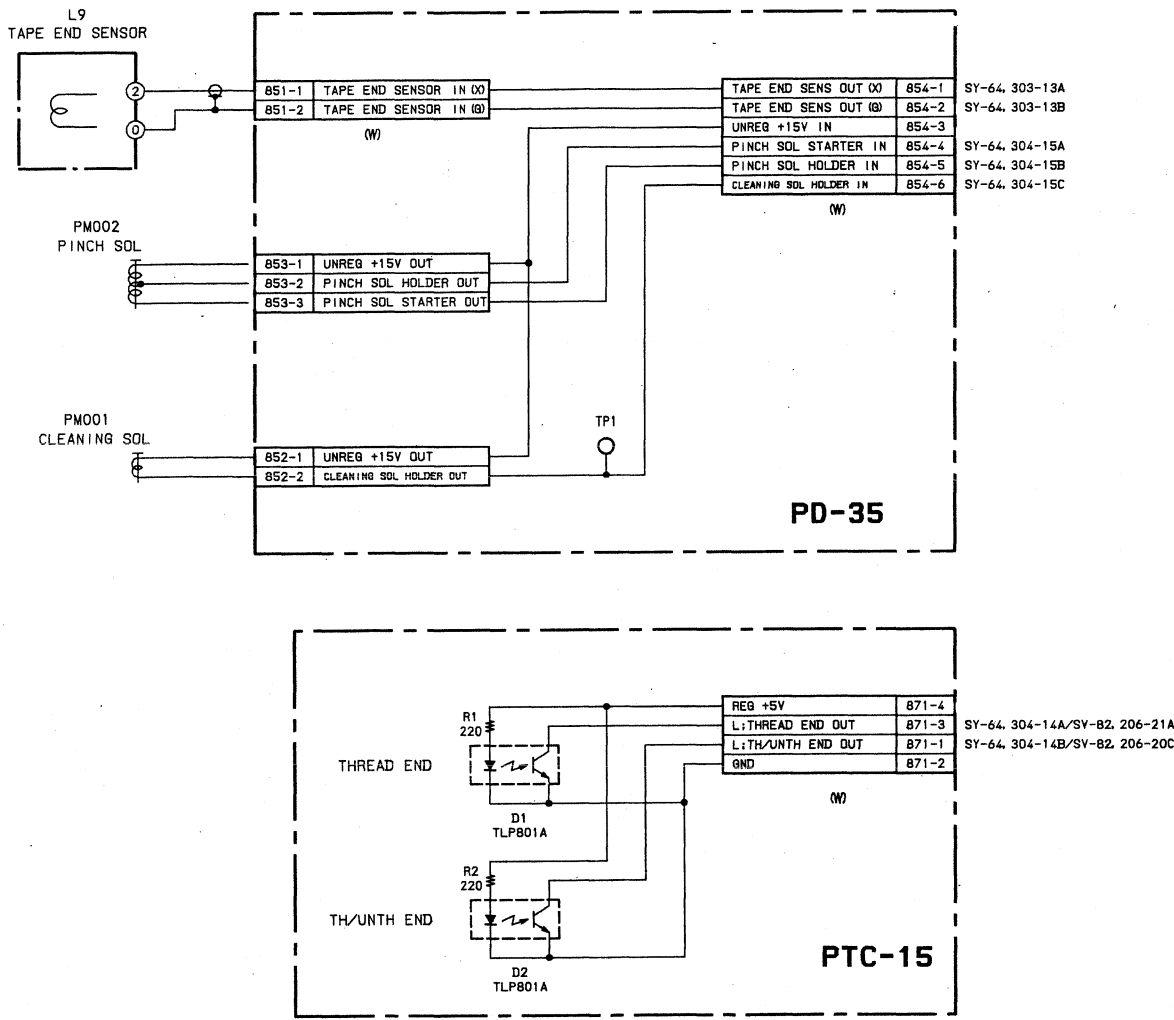 L9
TAPE END SENSOR
2
0
851-1 TAPE END SENSOR IN (X)
851-2 TAPE END SENSOR IN (G)
(W)
TAPE END SENS OUT (X) 854-1 SY-64. 303-13A
TAPE END SENS OUT (G) 854-2 SY-64. 303-13B
UNREG +15V IN 854-3
PINCH SOL STARTER IN 854-4 SY-64. 304-15A
PINCH SOL HOLDER IN 854-5 SY-64. 304-15B
CLEANING SOL HOLDER IN 854-6 SY-64. 304-15C
(W)
PM002
PINCH SOL
853-1 UNREG +15V OUT
853-2 PINCH SOL HOLDER OUT
853-3 PINCH SOL STARTER OUT
PM001
CLEANING SOL
852-1 UNREG +15V OUT
852-2 CLEANING SOL HOLDER OUT
TP1
PD-35
REG +5V 871-4
L;THREAD END OUT 871-3 SY-64. 304-14A/SV-82. 206-21A
L:TH/UNTH END OUT 871-1 SY-64. 304-14B/SV-82. 206-20C
GND 871-2
(W)
R1
220
THREAD END
D1
TLP801A
R2
220
TH/UNTH END
D2
TLP801A
PTC-15